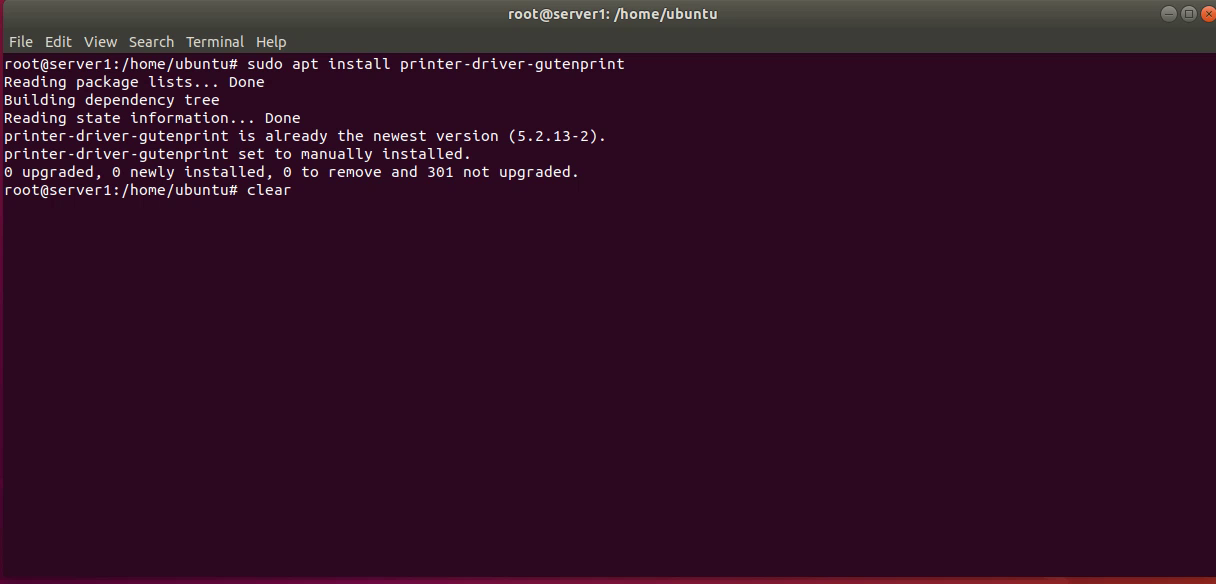 root@server1: /home/ubuntu
File Edit View Search Terminal Help
root@server1:/home/ubuntu# sudo apt install printer-driver-gutenprint
Reading package lists... Done
Building dependency tree
Reading state information... Done
printer-driver-gutenprint is already the newest version (5.2.13-2).
printer-driver-gutenprint set to manually installed.
0 upgraded, 0 newly installed, 0 to remove and 301 not upgraded.
root@server1:/home/ubuntu# clear